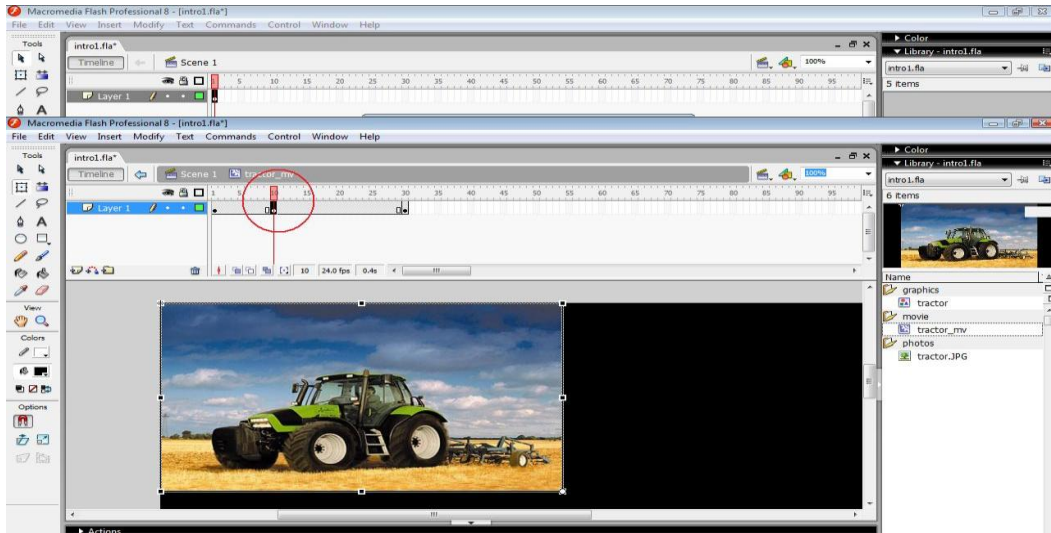 Macromedia Flash Professional 8 - [intro1.fla*]
File Edit View Insert Modify Text Commands Control Window Help
Tools
intro1.fla*
Color
Library - intro1.fla
Timeline Scene 1 100%
intro1.fla
5 items
5 10 15 20 25 30 35 40 45 50 55 60 65 70 75 80 85 90 95
Layer 1
Macromedia Flash Professional 8 - [intro1.fla*]
File Edit View Insert Modify Text Commands Control Window Help
Tools
intro1.fla*
Color
Library - intro1.fla
Timeline Scene 1 tractor_mv 100%
intro1.fla
6 items
1 5 10 15 20 25 30 35 40 45 50 55 60 65 70 75 80 85 90 95
Layer 1
10 24.0 fps 0.4s
Name
graphics
tractor
movie
tractor_mv
photos
tractor.JPG
View
Colors
Options
Actions